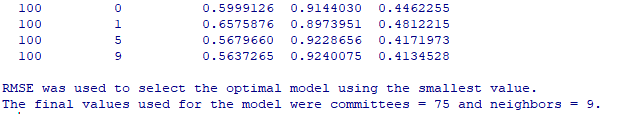 100 0 0.5999126 0.9144030 0.4462255
100 1 0.6575876 0.8973951 0.4812215
100 5 0.5679660 0.9228656 0.4171973
100 9 0.5637265 0.9240075 0.4134528
RMSE was used to select the optimal model using the smallest value.
The final values used for the model were committees = 75 and neighbors = 9.